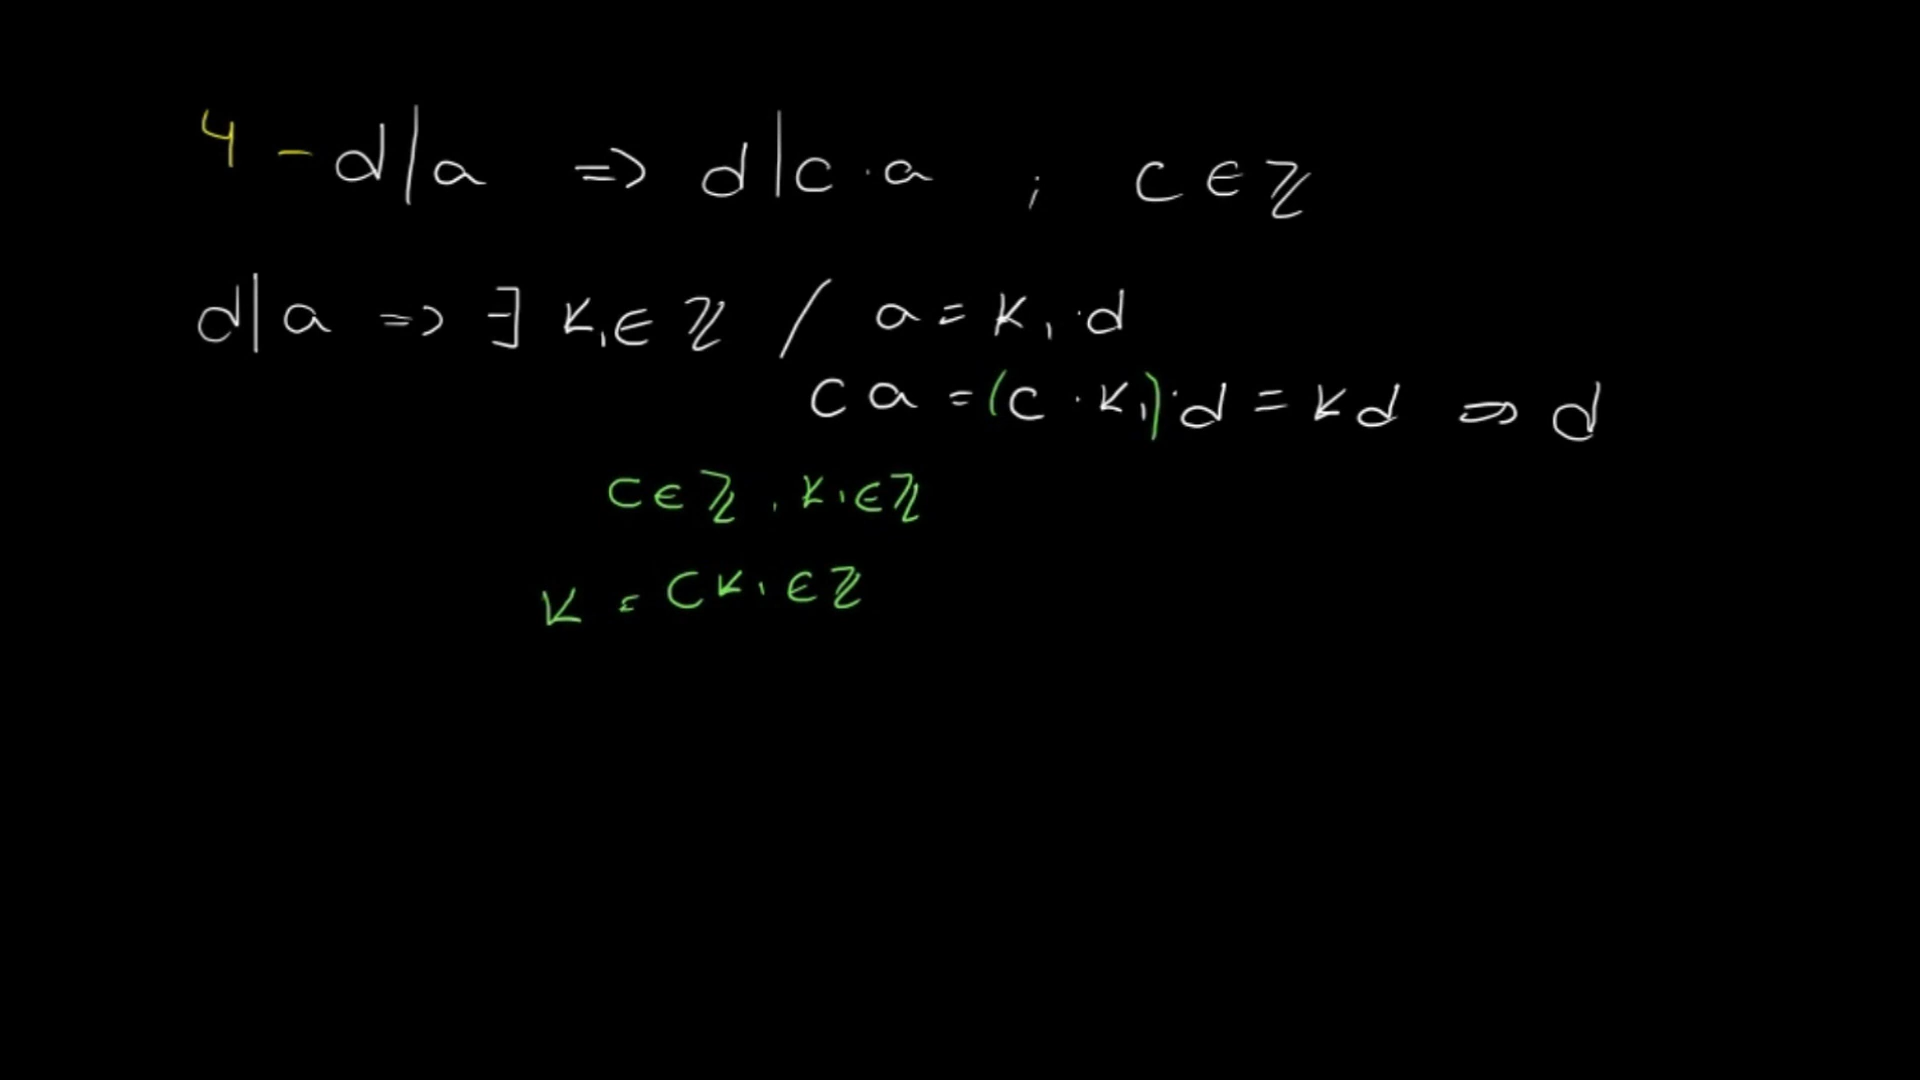 4 - d|a => d|c·a ; c∈ℤ
d|a => ∃ k₁∈ℤ / a = k₁·d
ca = (c·k₁)·d = kd => d
c∈ℤ, k₁∈ℤ
k = ck₁∈ℤ